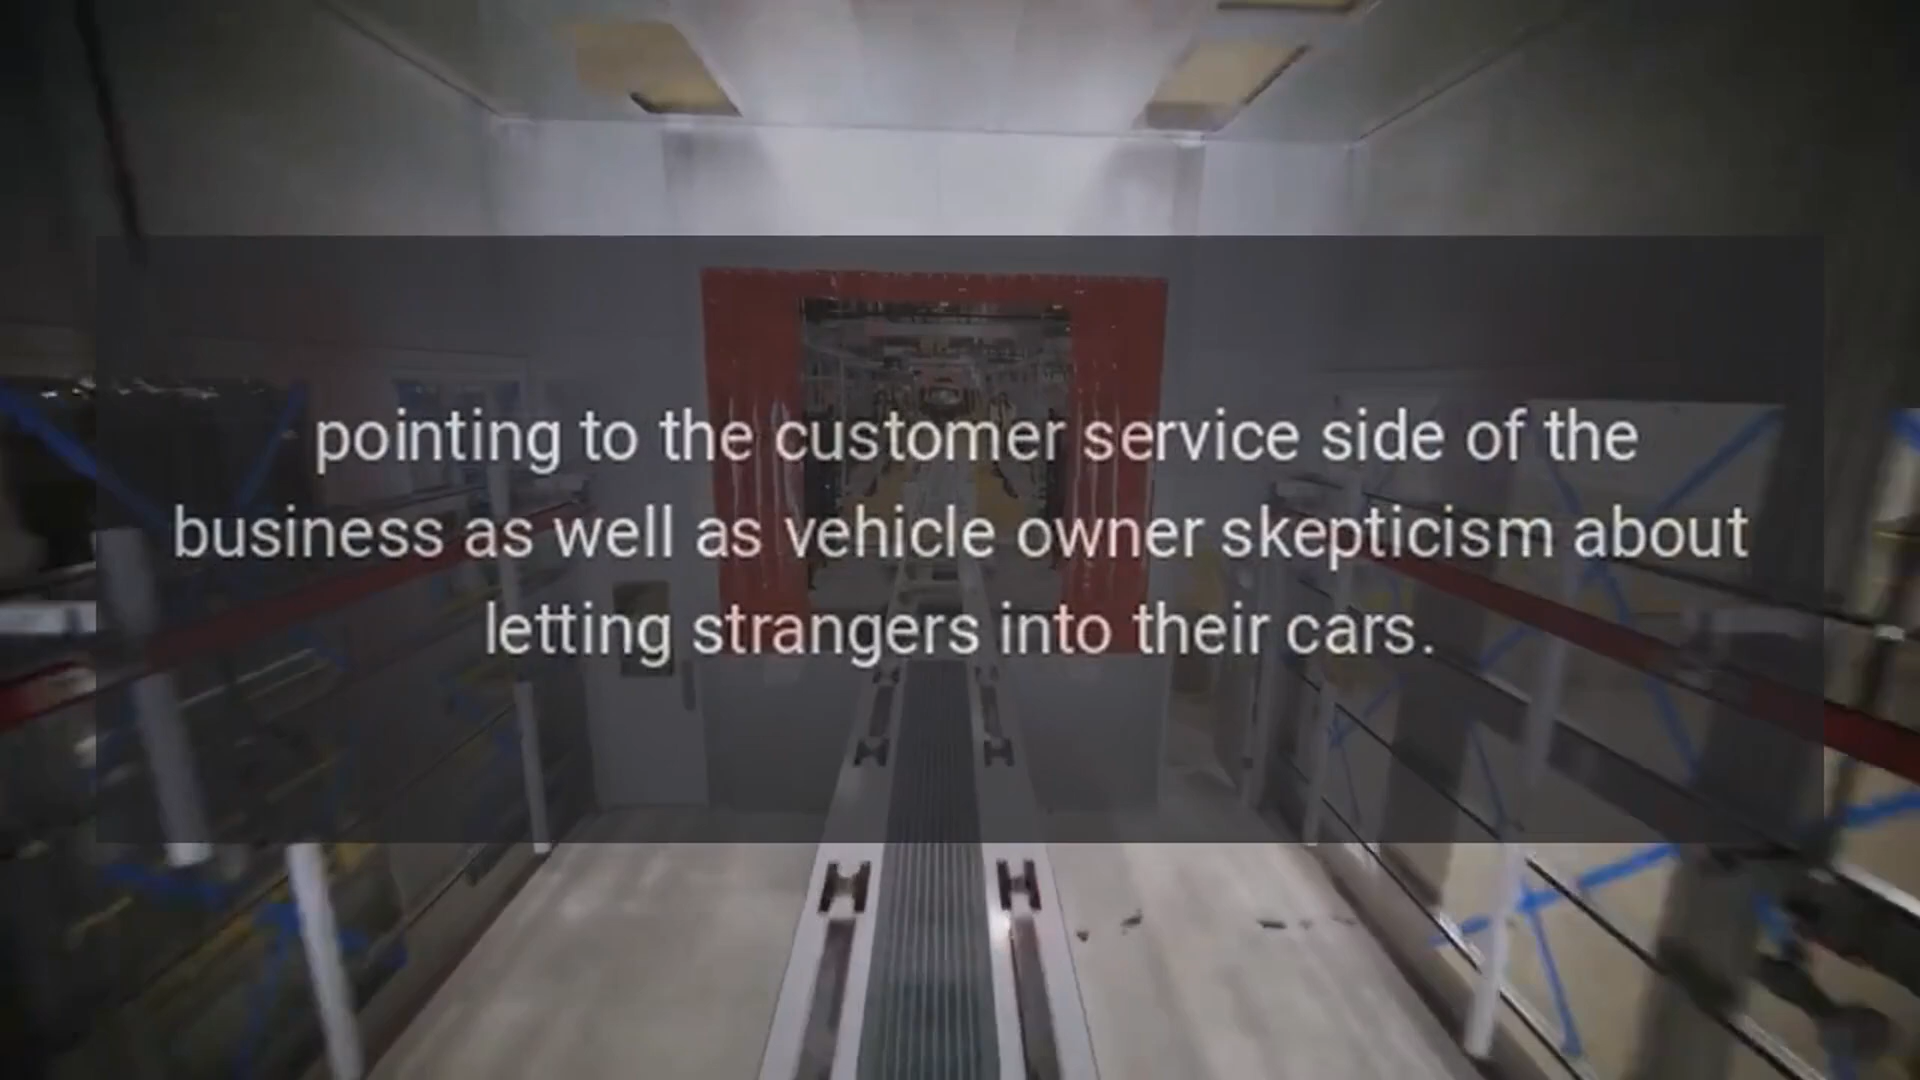 pointing to the customer service side of the
business as well as vehicle owner skepticism about
letting strangers into their cars.